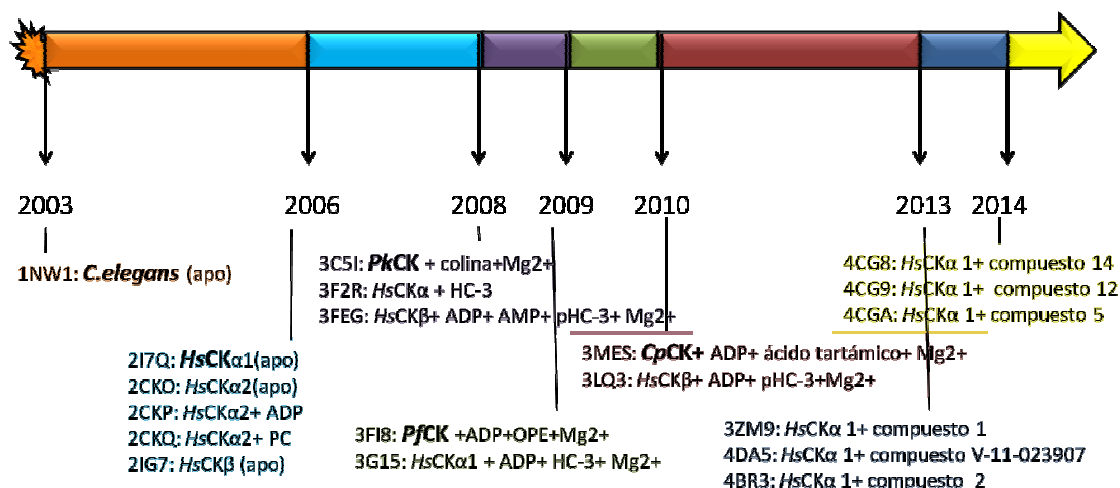 2003
2006
2008
2009
2010
2013
2014
1NW1: C.elegans (apo)
2I7Q: HsCKα1(apo)
2CKO: HsCKα2(apo)
2CKP: HsCKα2+ ADP
2CKQ: HsCKα2+ PC
2IG7: HsCKβ (apo)
3C5I: PkCK + colina+Mg2+
3F2R: HsCKα + HC-3
3FEG: HsCKβ+ ADP+ AMP+ pHC-3+ Mg2+
3FI8: PfCK +ADP+OPE+Mg2+
3G15: HsCKα1 + ADP+ HC-3+ Mg2+
3MES: CpCK+ ADP+ ácido tartámico+ Mg2+
3LQ3: HsCKβ+ ADP+ pHC-3+Mg2+
3ZM9: HsCKα 1+ compuesto 1
4DA5: HsCKα 1+ compuesto V-11-023907
4BR3: HsCKα 1+ compuesto 2
4CG8: HsCKα 1+ compuesto 14
4CG9: HsCKα 1+ compuesto 12
4CGA: HsCKα 1+ compuesto 5